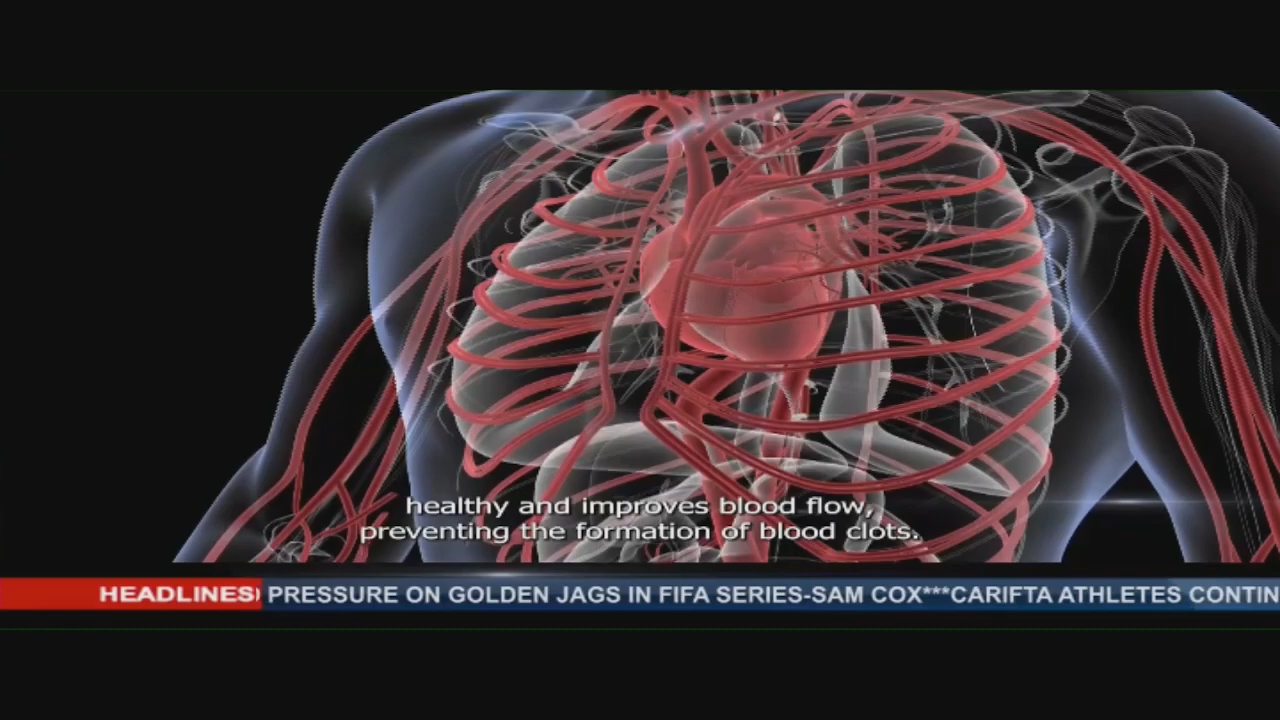 healthy and improves blood flow,
preventing the formation of blood clots.
HEADLINES PRESSURE ON GOLDEN JAGS IN FIFA SERIES-SAM COX***CARIFTA ATHLETES CONTIN